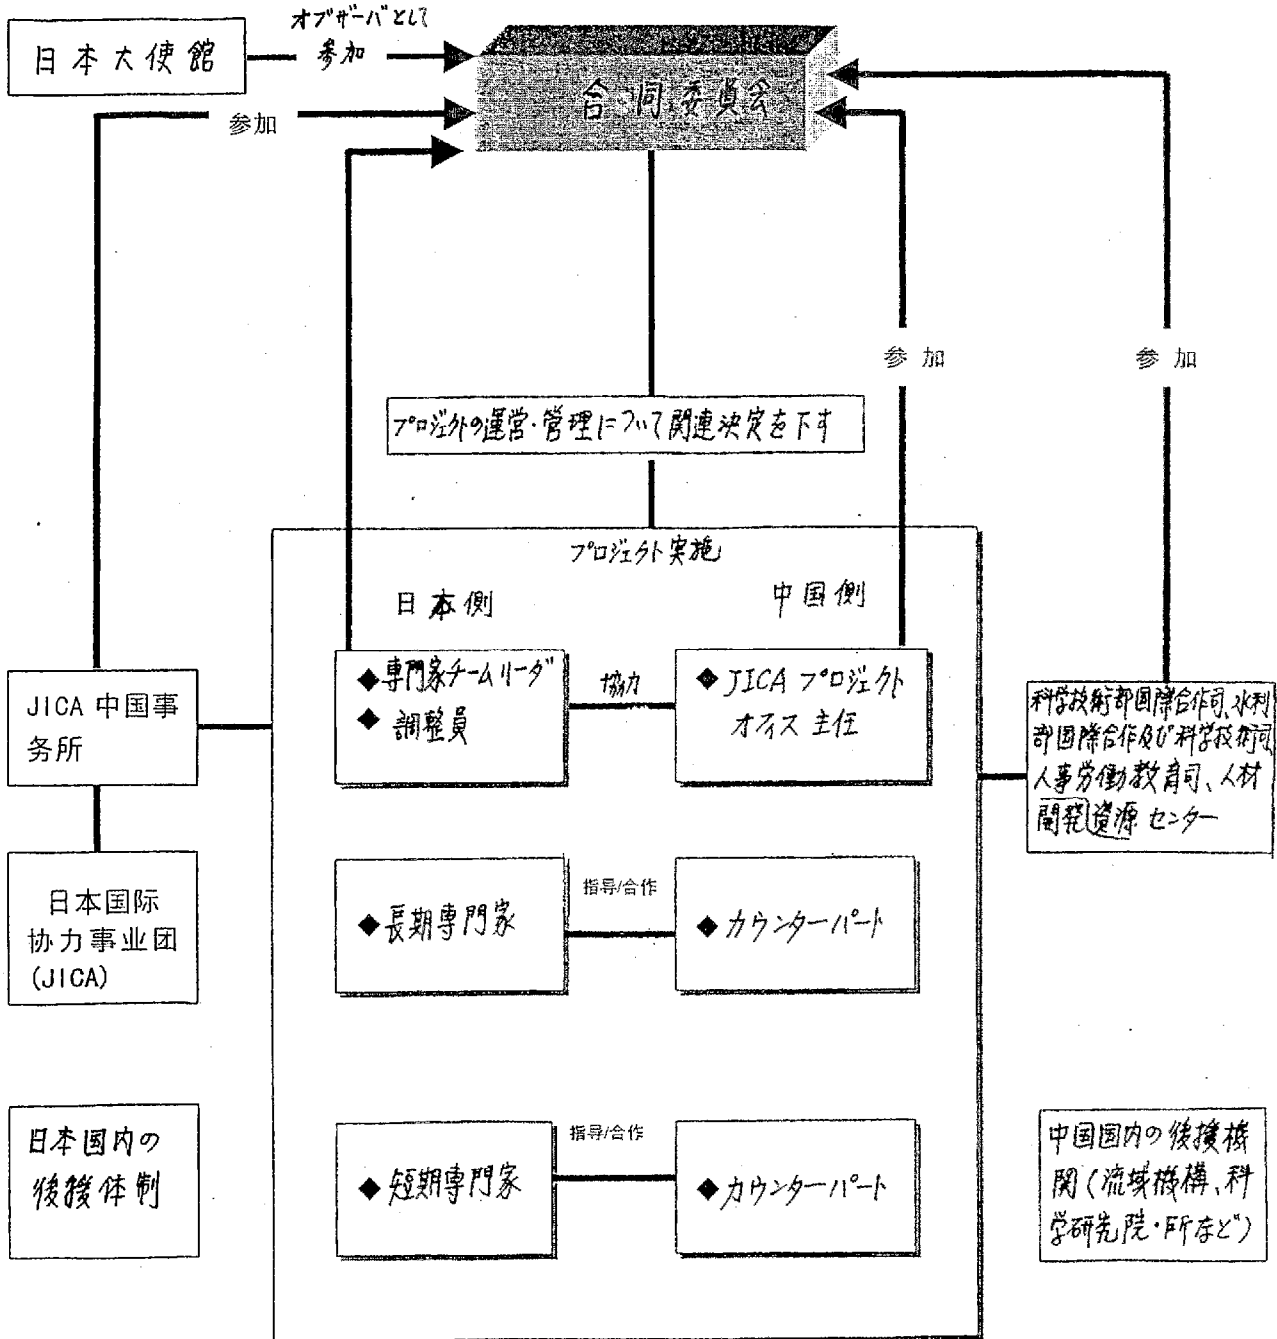 オブザーバとして
日本大使館
参加
合同委員会
参加
参加
参加
プロジェクトの運営・管理について関連決定を下す
プロジェクト実施
日本側
中国側
JICA 中国事
务所
◆専門家チームリーダ
◆ 調整員
協力
◆ JICA プロジェクト
オフィス 主任
科学技術部国際合作司、水利
部国際合作及び科学技術司、
人事労働教育司、人材
開発資源 センター
日本国际
协力事业团
(JICA)
◆長期専門家
指导/合作
◆ カウンターパート
日本国内の
後援体制
◆ 短期専門家
指导/合作
◆ カウンターパート
中国国内の後援機
関(流域機構、科
学研究院・所など)